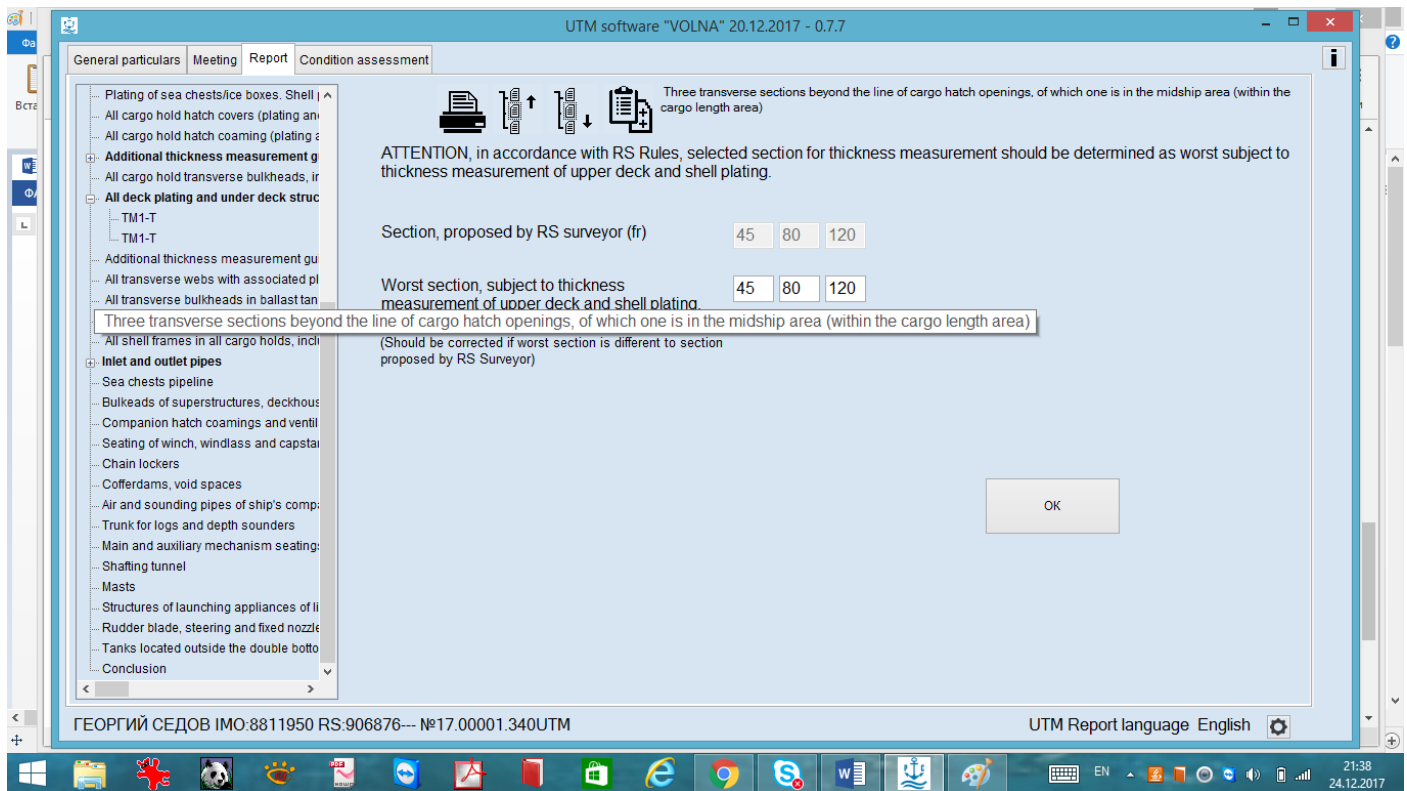 UTM software "VOLNA" 20.12.2017 - 0.7.7
Фа
Вста
General particulars Meeting Report Condition assessment
Plating of sea chests/ice boxes. Shell
All cargo hold hatch covers (plating an
All cargo hold hatch coaming (plating a
Additional thickness measurement g
All cargo hold transverse bulkheads, ir
All deck plating and under deck struc
TM1-T
TM1-T
Additional thickness measurement gu
All transverse webs with associated pl
All transverse bulkheads in ballast tan
All shell frames in all cargo holds, inclu
Inlet and outlet pipes
Sea chests pipeline
Bulkeads of superstructures, deckhous
Companion hatch coamings and ventil
Seating of winch, windlass and capsta
Chain lockers
Cofferdams, void spaces
Air and sounding pipes of ship's comp
Trunk for logs and depth sounders
Main and auxiliary mechanism seating
Shafting tunnel
Masts
Structures of launching appliances of li
Rudder blade, steering and fixed nozzle
Tanks located outside the double botto
Conclusion
Three transverse sections beyond the line of cargo hatch openings, of which one is in the midship area (within the
cargo length area)
ATTENTION, in accordance with RS Rules, selected section for thickness measurement should be determined as worst subject to
thickness measurement of upper deck and shell plating.
Section, proposed by RS surveyor (fr) 45 80 120
Worst section, subject to thickness 45 80 120
measurement of upper deck and shell plating.
Three transverse sections beyond the line of cargo hatch openings, of which one is in the midship area (within the cargo length area)
(Should be corrected if worst section is different to section
proposed by RS Surveyor)
OK
ГЕОРГИЙ СЕДОВ IMO:8811950 RS:906876--- №17.00001.340UTM
UTM Report language English
EN
21:38
24.12.2017